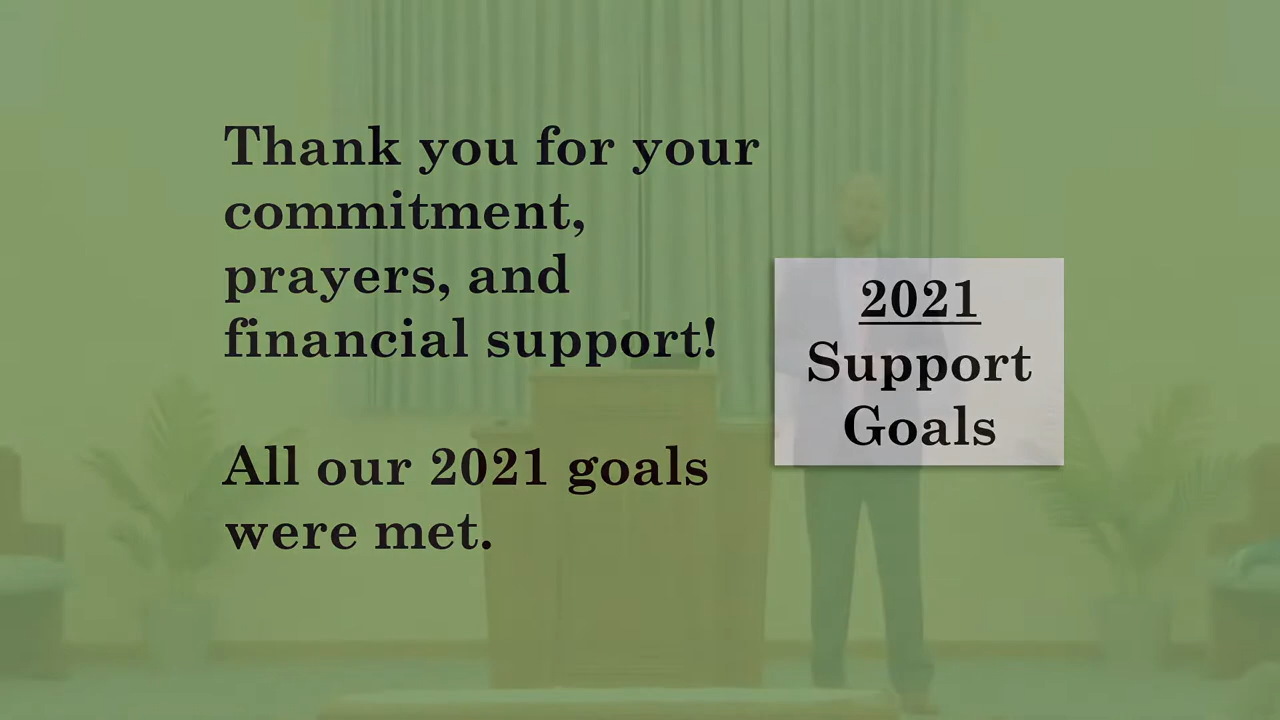 Thank you for your
commitment,
prayers, and
financial support!
All our 2021 goals
were met.
2021
Support
Goals